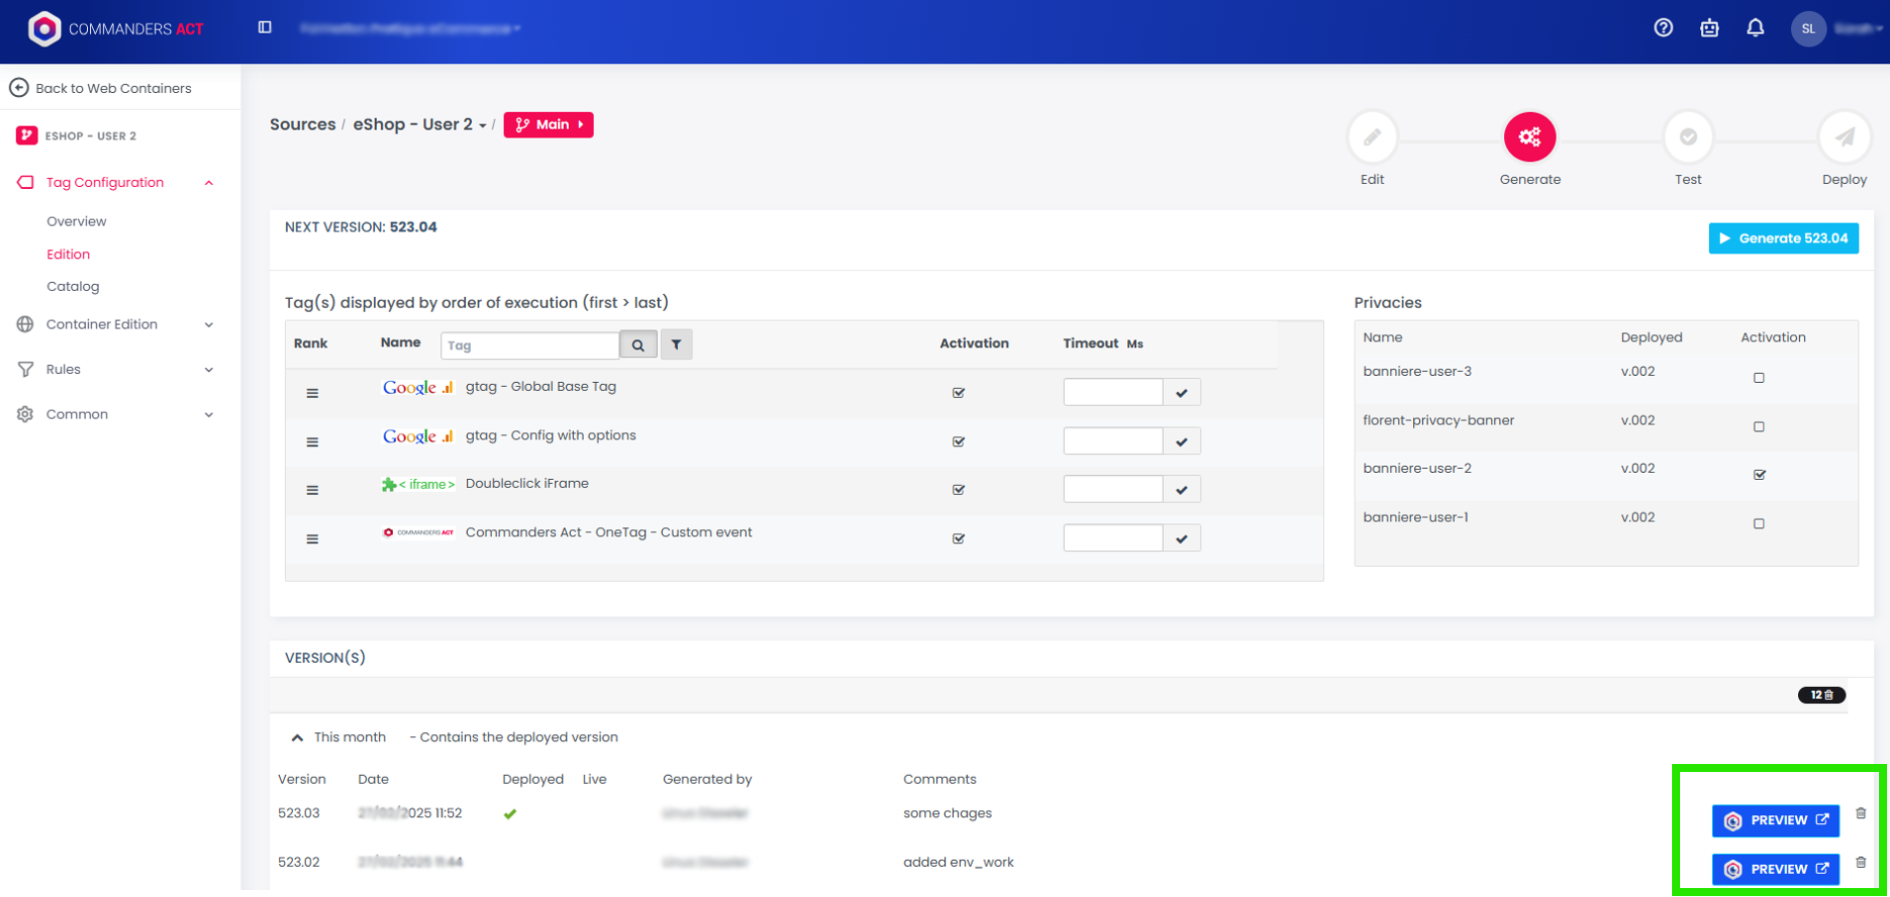 COMMANDERS ACT
SL
Back to Web Containers
ESHOP - USER 2
Tag Configuration
Overview
Edition
Catalog
Container Edition
Rules
Common
Sources / eShop - User 2 / Main
Edit
Generate
Test
Deploy
NEXT VERSION: 523.04
Generate 523.04
Tag(s) displayed by order of execution (first > last)
Rank Name Tag Activation Timeout Ms
Google gtag - Global Base Tag
Google gtag - Config with options
< iframe > Doubleclick iFrame
COMMANDERS ACT Commanders Act - OneTag - Custom event
Privacies
Name Deployed Activation
banniere-user-3 v.002
florent-privacy-banner v.002
banniere-user-2 v.002
banniere-user-1 v.002
VERSION(S)
12
This month - Contains the deployed version
Version Date Deployed Live Generated by Comments
523.03 2025 11:52 some chages PREVIEW
523.02 added env_work PREVIEW